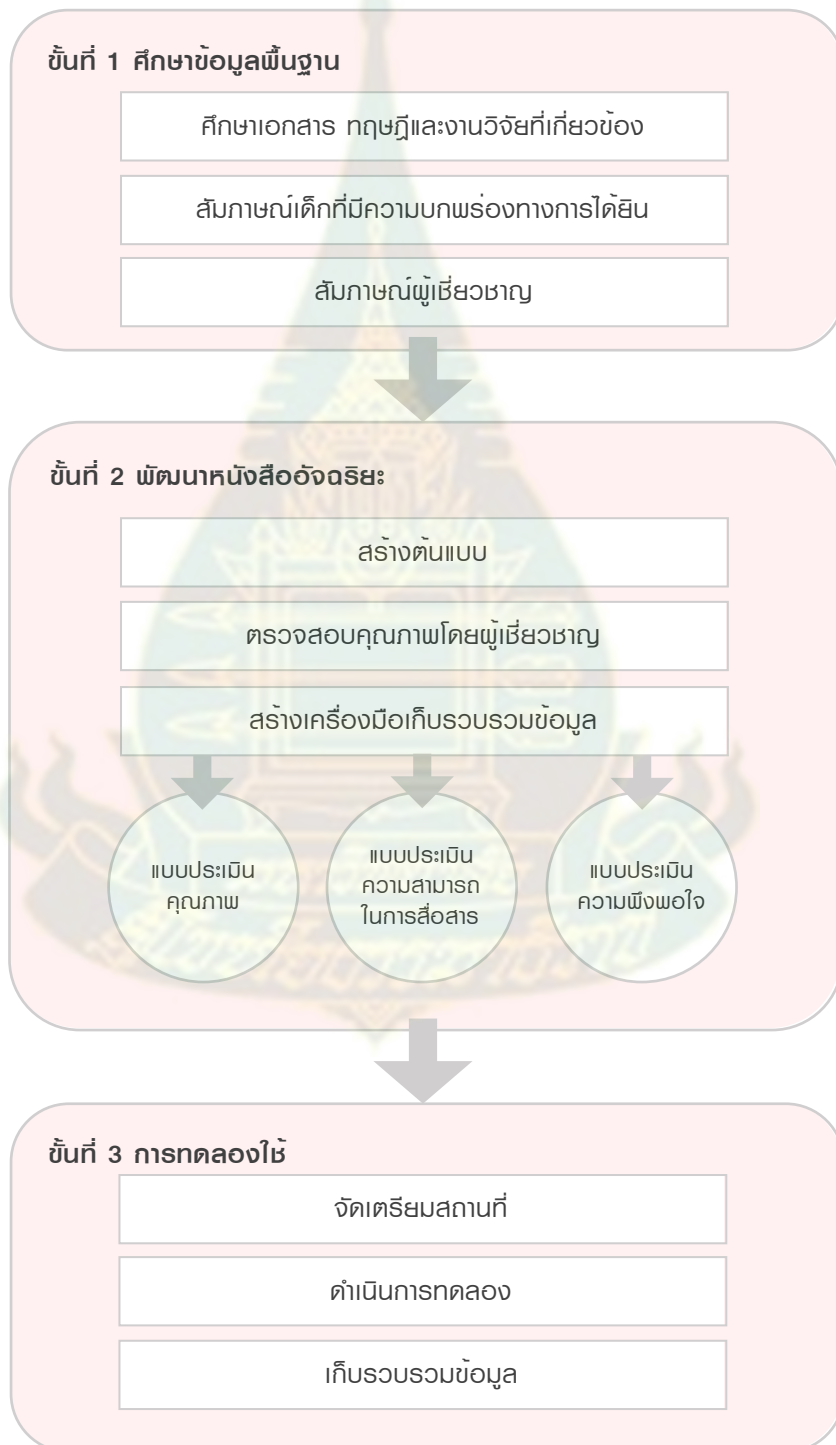 ขั้นที่ 1 ศึกษาข้อมูลพื้นฐาน
ศึกษาเอกสาร ทฤษฎีและงานวิจัยที่เกี่ยวข้อง
สัมภาษณ์เด็กที่มีความบกพร่องทางการได้ยิน
สัมภาษณ์ผู้เชี่ยวชาญ
ขั้นที่ 2 พัฒนาหนังสืออัจฉริยะ
สร้างต้นแบบ
ตรวจสอบคุณภาพโดยผู้เชี่ยวชาญ
สร้างเครื่องมือเก็บรวบรวมข้อมูล
แบบประเมิน
คุณภาพ
แบบประเมิน
ความสามารถ
ในการสื่อสาร
แบบประเมิน
ความพึงพอใจ
ขั้นที่ 3 การทดลองใช้
จัดเตรียมสถานที่
ดำเนินการทดลอง
เก็บรวบรวมข้อมูล